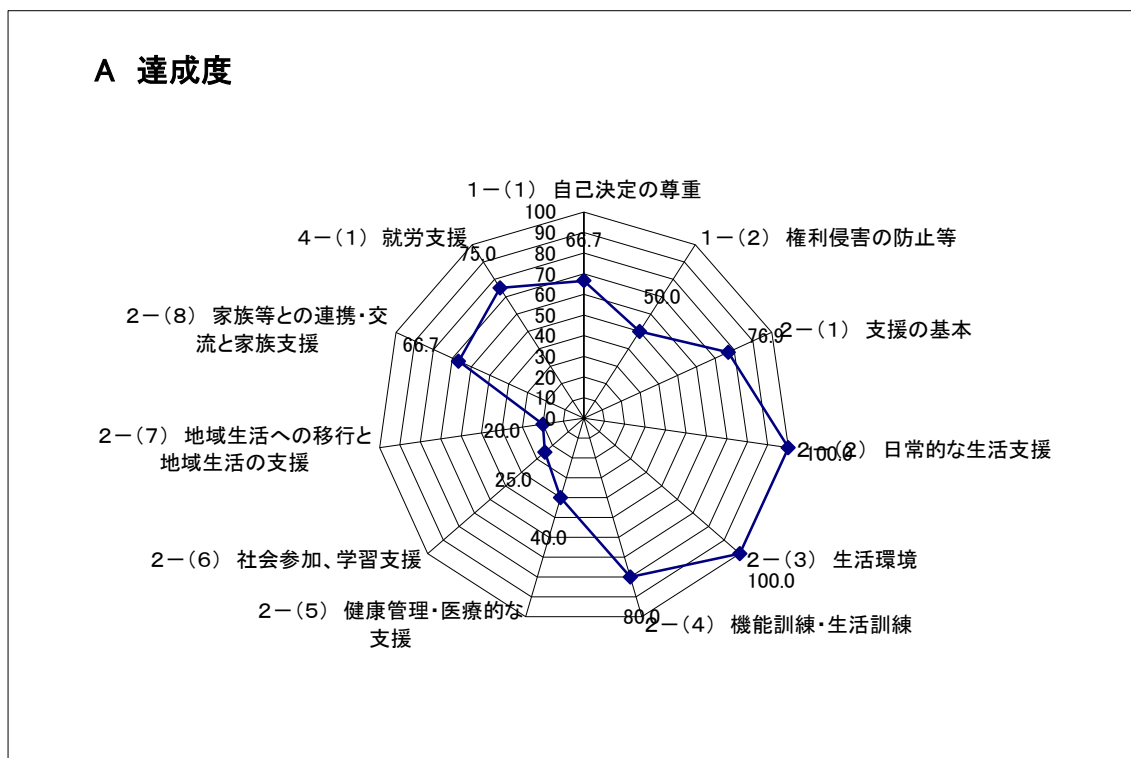 A 達成度
1－(1) 自己決定の尊重
1－(2) 権利侵害の防止等
2－(1) 支援の基本
2－(2) 日常的な生活支援
2－(3) 生活環境
2－(4) 機能訓練・生活訓練
2－(5) 健康管理・医療的な
支援
2－(6) 社会参加、学習支援
2－(7) 地域生活への移行と
地域生活の支援
2－(8) 家族等との連携・交
流と家族支援
4－(1) 就労支援
100
90
80
70
60
50
40
30
20
10
0
66.7
50.0
76.9
100.0
100.0
80.0
40.0
25.0
20.0
66.7
75.0